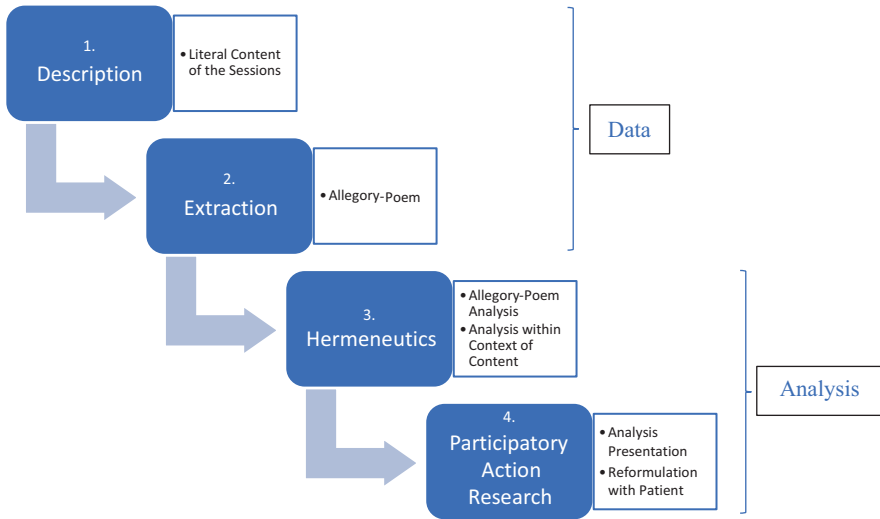 1.
Description
• Literal Content
of the Sessions
Data
2.
Extraction
• Allegory-Poem
3.
Hermeneutics
• Allegory-Poem
Analysis
• Analysis within
Context of
Content
Analysis
4.
Participatory
Action
Research
• Analysis
Presentation
• Reformulation
with Patient